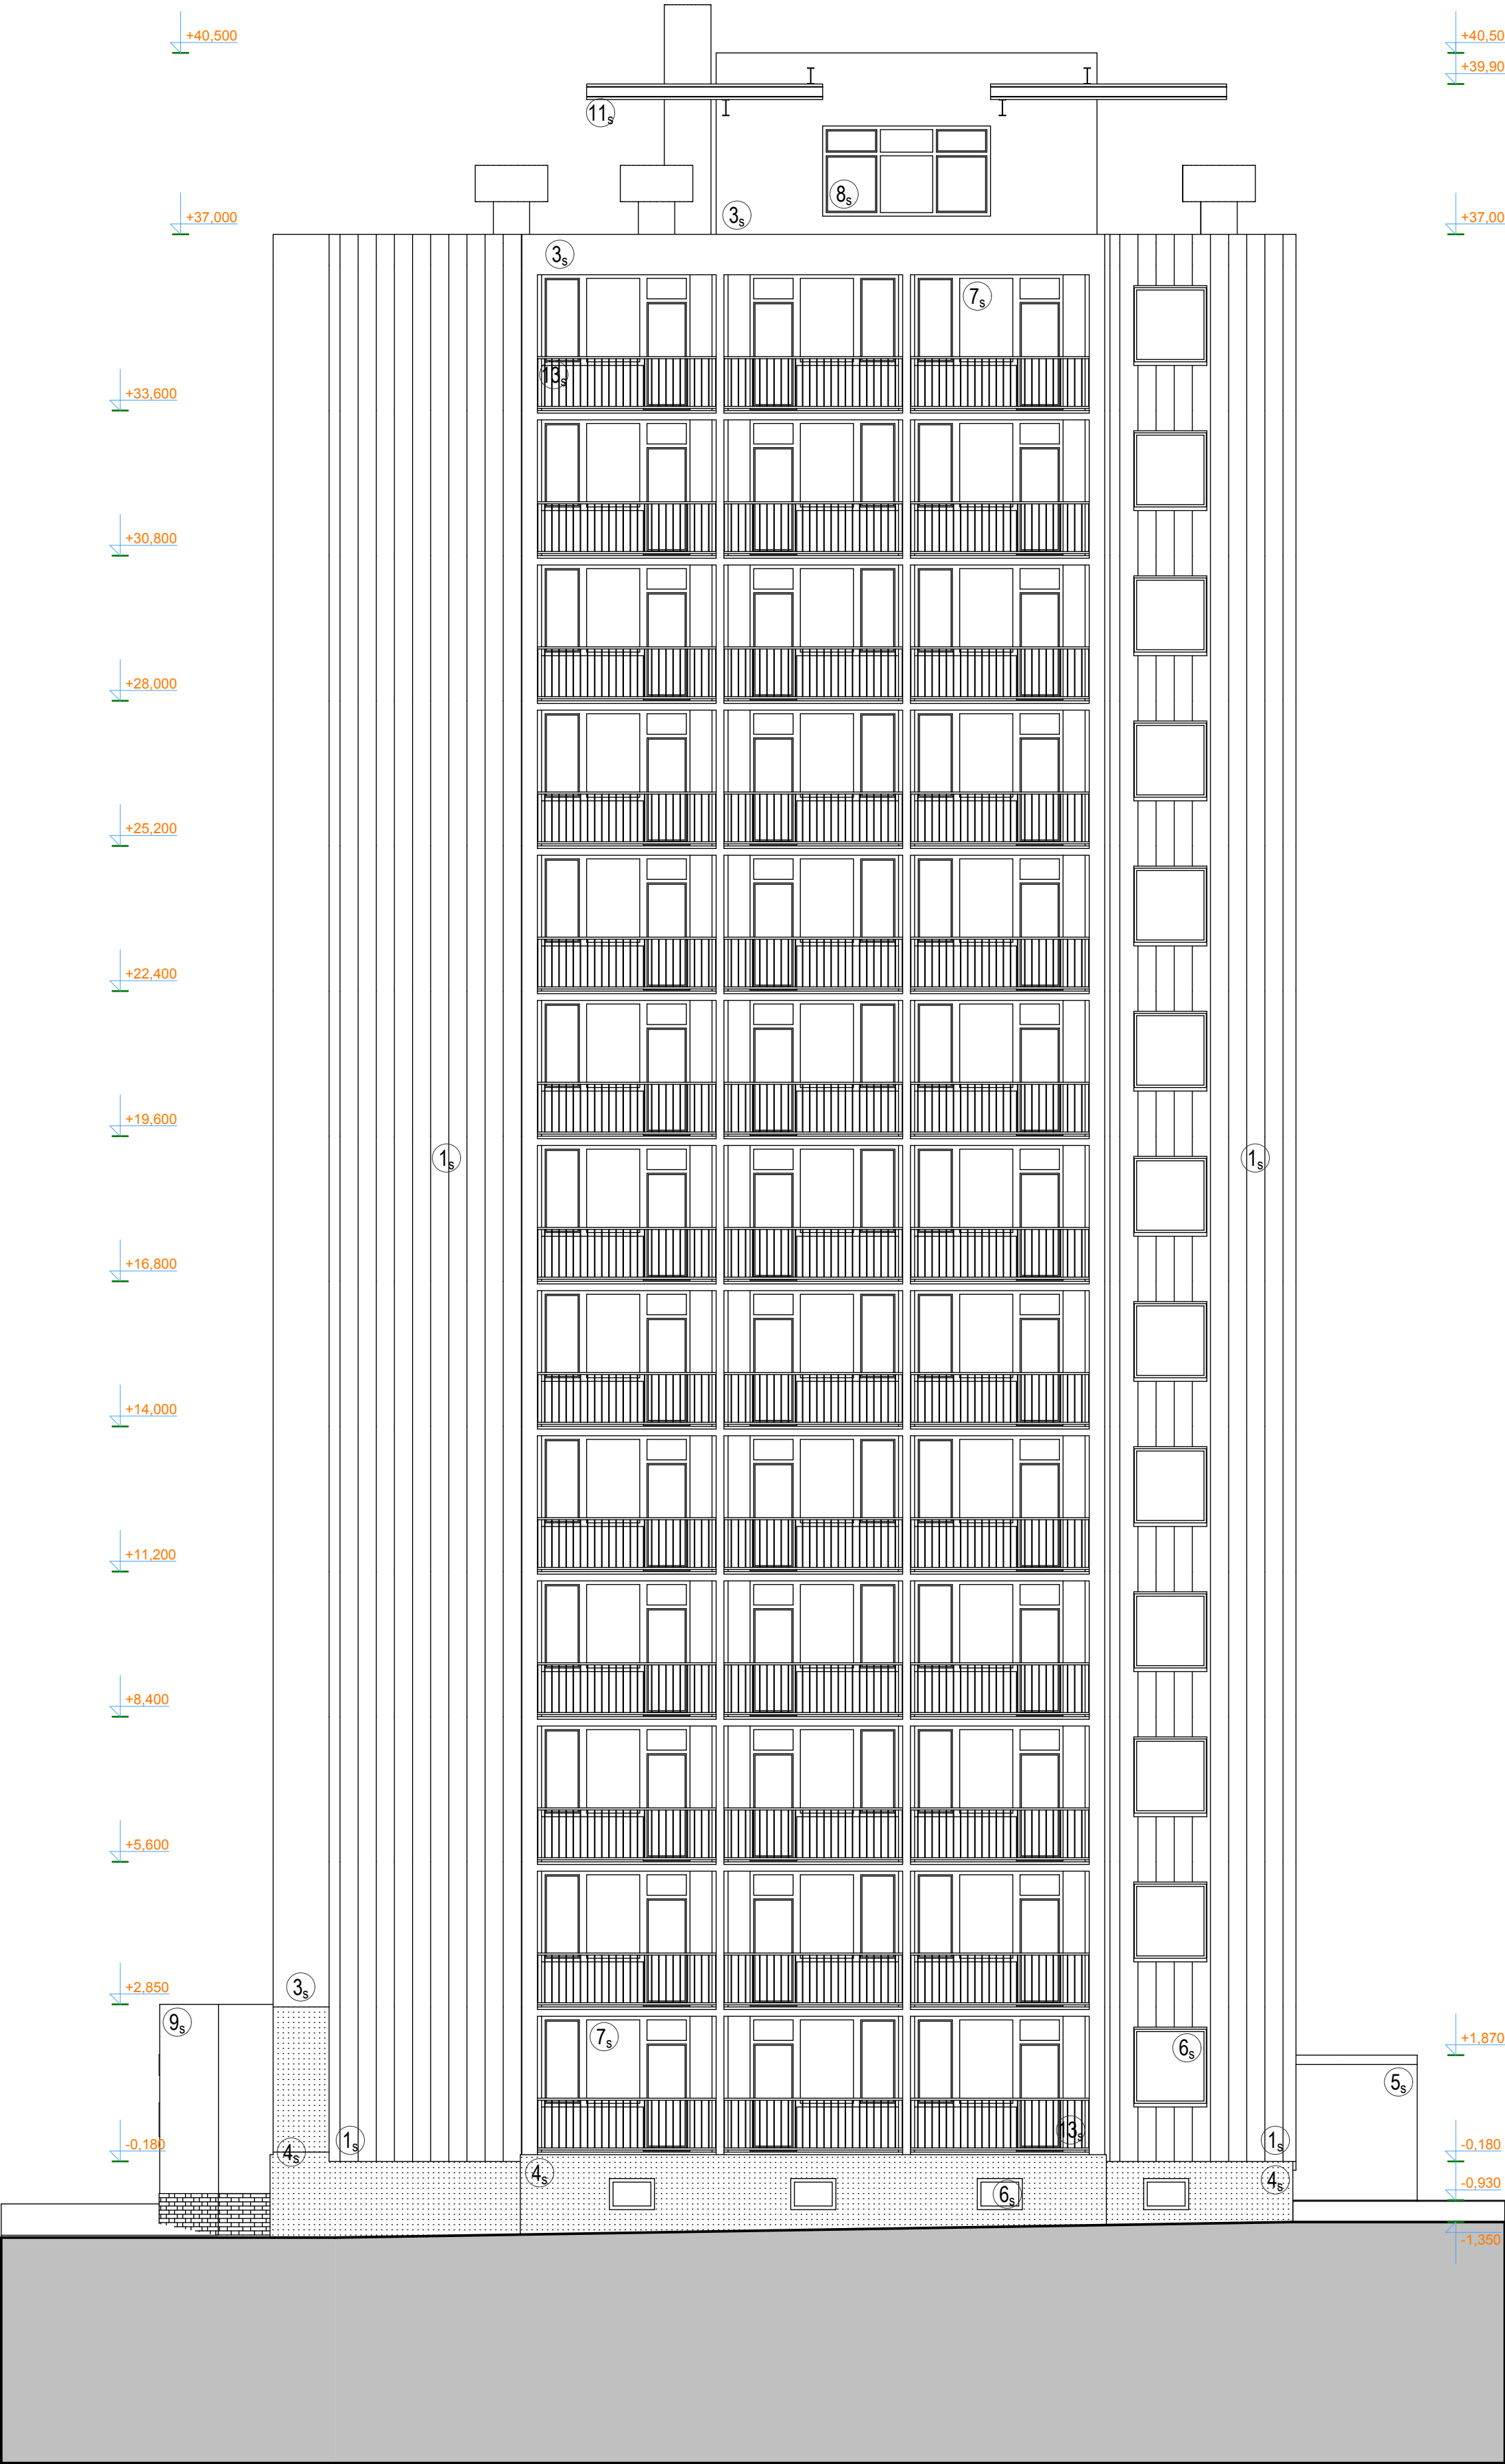 +40,500
+40,50
+39,90
11s
8s
+37,000
3s
+37,00
3s
7s
13s
+33,600
+30,800
+28,000
+25,200
+22,400
+19,600
1s
1s
+16,800
+14,000
+11,200
+8,400
+5,600
3s
+2,850
9s
7s
6s
+1,870
5s
13s
1s
1s
-0,180
4s
-0,180
4s
4s
-0,930
6s
-1,350